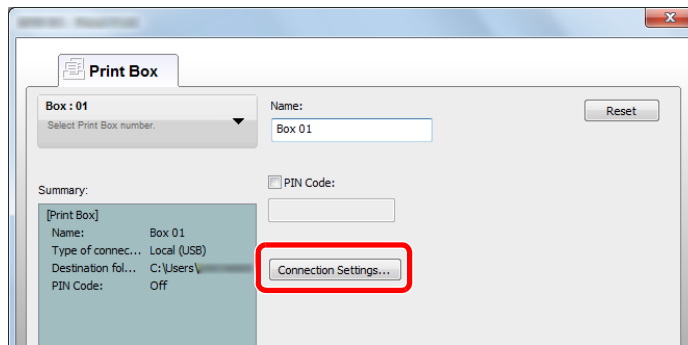 Print Box
Box : 01
Select Print Box number.
Name:
Box 01
Reset
PIN Code:
Summary:
[Print Box]
Name: Box 01
Type of connec... Local (USB)
Destination fol... C:\Users\
PIN Code: Off
Connection Settings...